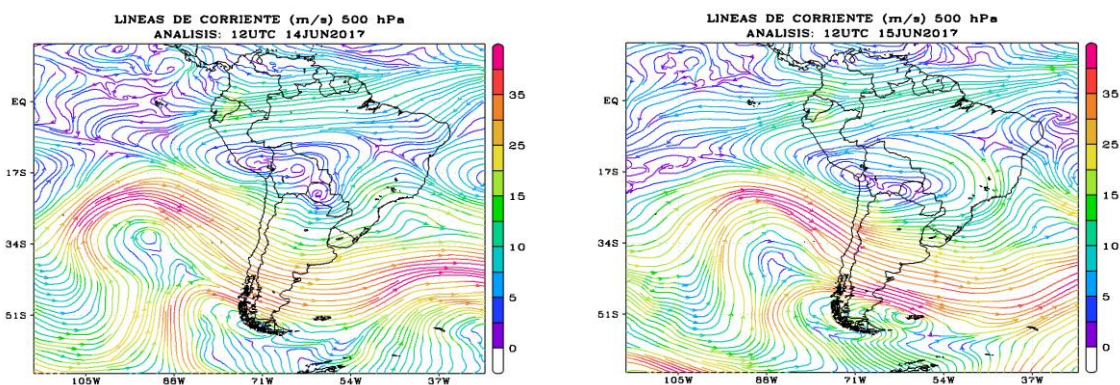 LINEAS DE CORRIENTE (m/s) 500 hPa
ANALISIS: 12UTC 14JUN2017
EQ
17S
34S
51S
105W
88W
71W
54W
37W
35
25
15
10
5
0
LINEAS DE CORRIENTE (m/s) 500 hPa
ANALISIS: 12UTC 15JUN2017
EQ
17S
34S
51S
105W
88W
71W
54W
37W
35
25
15
10
5
0